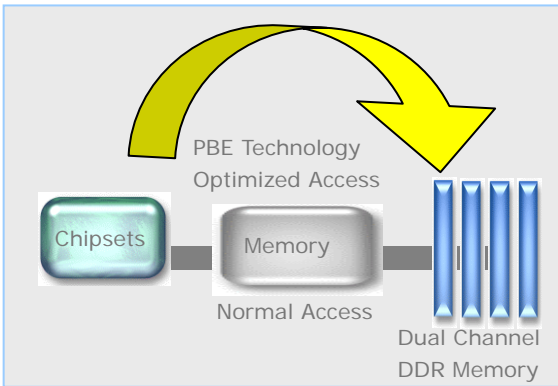 PBE Technology
Optimized Access
Chipsets
Memory
Normal Access
Dual Channel
DDR Memory